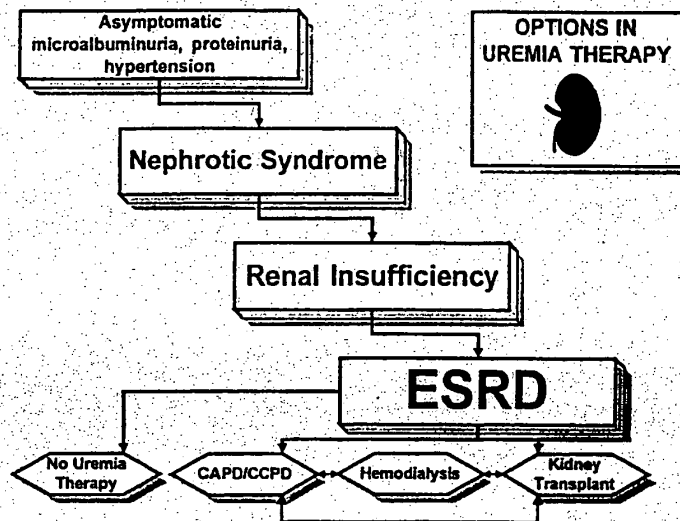 Asymptomatic
microalbuminuria, proteinuria,
hypertension
OPTIONS IN
UREMIA THERAPY
Nephrotic Syndrome
Renal Insufficiency
ESRD
No Uremia
Therapy
CAPD/CCPD
Hemodialysis
Kidney
Transplant